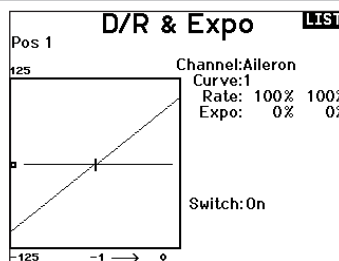 D/R & Expo
LIST
Pos 1
125
Channel:Aileron
Curve:1
Rate: 100% 100%
Expo: 0% 0%
Switch:On
-125 -1 → 0